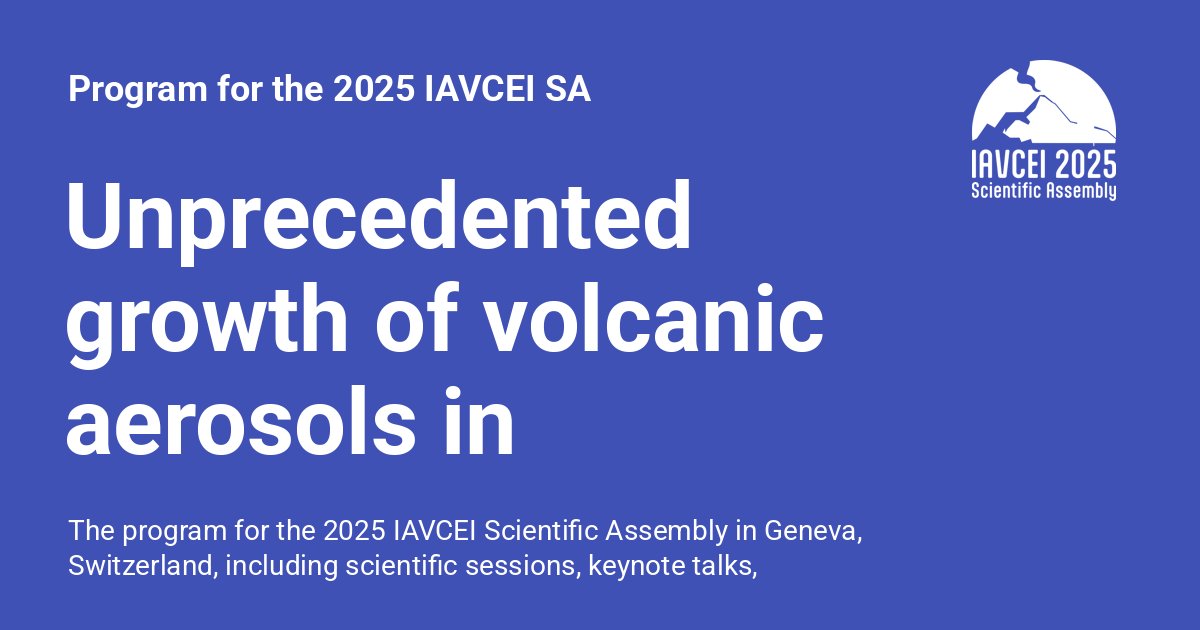 Program for the 2025 IAVCEI SA
IAVCEI 2025
Scientific Assembly
Unprecedented
growth of volcanic
aerosols in
The program for the 2025 IAVCEI Scientific Assembly in Geneva,
Switzerland, including scientific sessions, keynote talks,